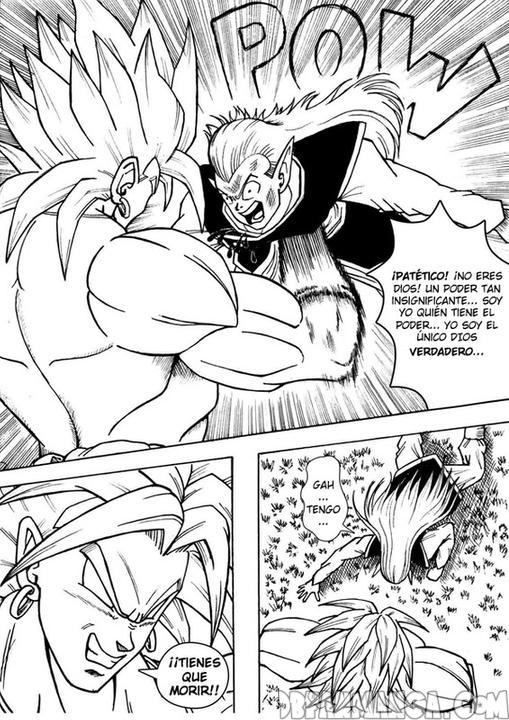 POW
¡PATÉTICO! ¡NO ERES
DIOS! UN PODER TAN
INSIGNIFICANTE... SOY
YO QUIÉN TIENE EL
PODER... YO SOY EL
ÚNICO DIOS
VERDADERO...
GAH
...
TENGO
...
¡¡TIENES
QUE
MORIR!!
DBMULTIMANGA.COM